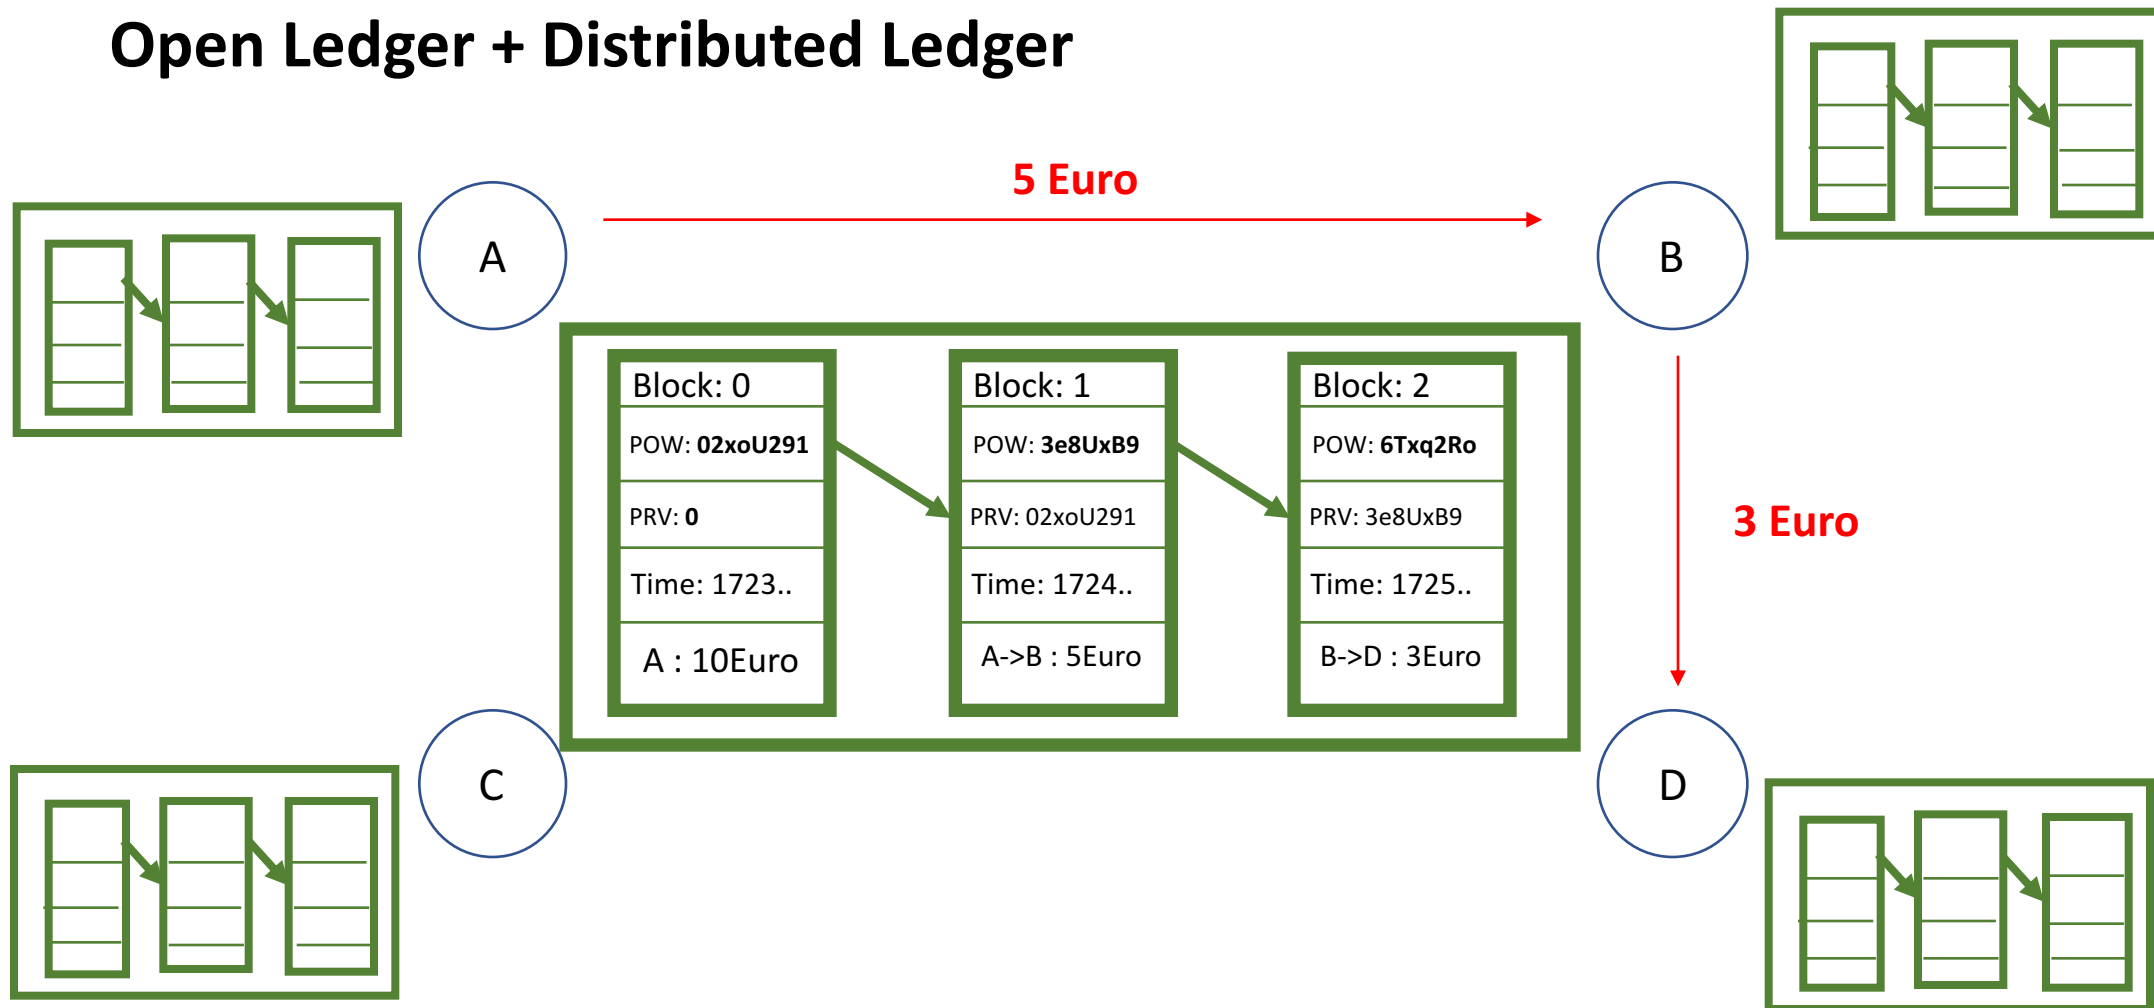 Open Ledger + Distributed Ledger
5 Euro
A
B
Block: 0
POW: 02xoU291
PRV: 0
Time: 1723..
A : 10Euro
Block: 1
POW: 3e8UxB9
PRV: 02xoU291
Time: 1724..
A->B : 5Euro
Block: 2
POW: 6Txq2Ro
PRV: 3e8UxB9
Time: 1725..
B->D : 3Euro
3 Euro
C
D